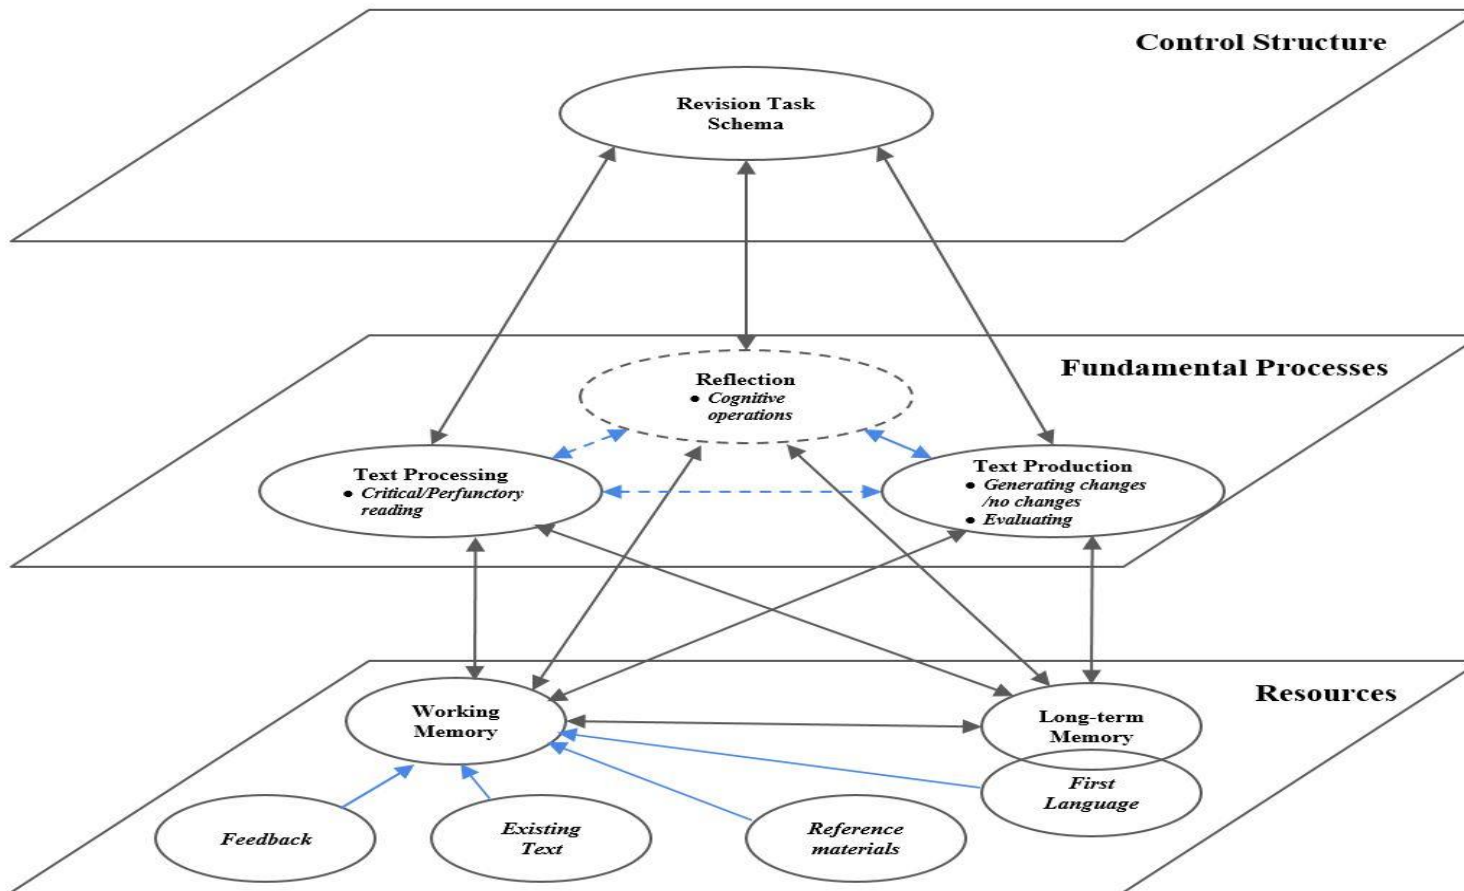 Control Structure
Revision Task
Schema
Fundamental Processes
Reflection
• Cognitive
operations
Text Processing
• Critical/Perfunctory
reading
Text Production
• Generating changes
/no changes
• Evaluating
Resources
Working
Memory
Long-term
Memory
First
Language
Feedback
Existing
Text
Reference
materials